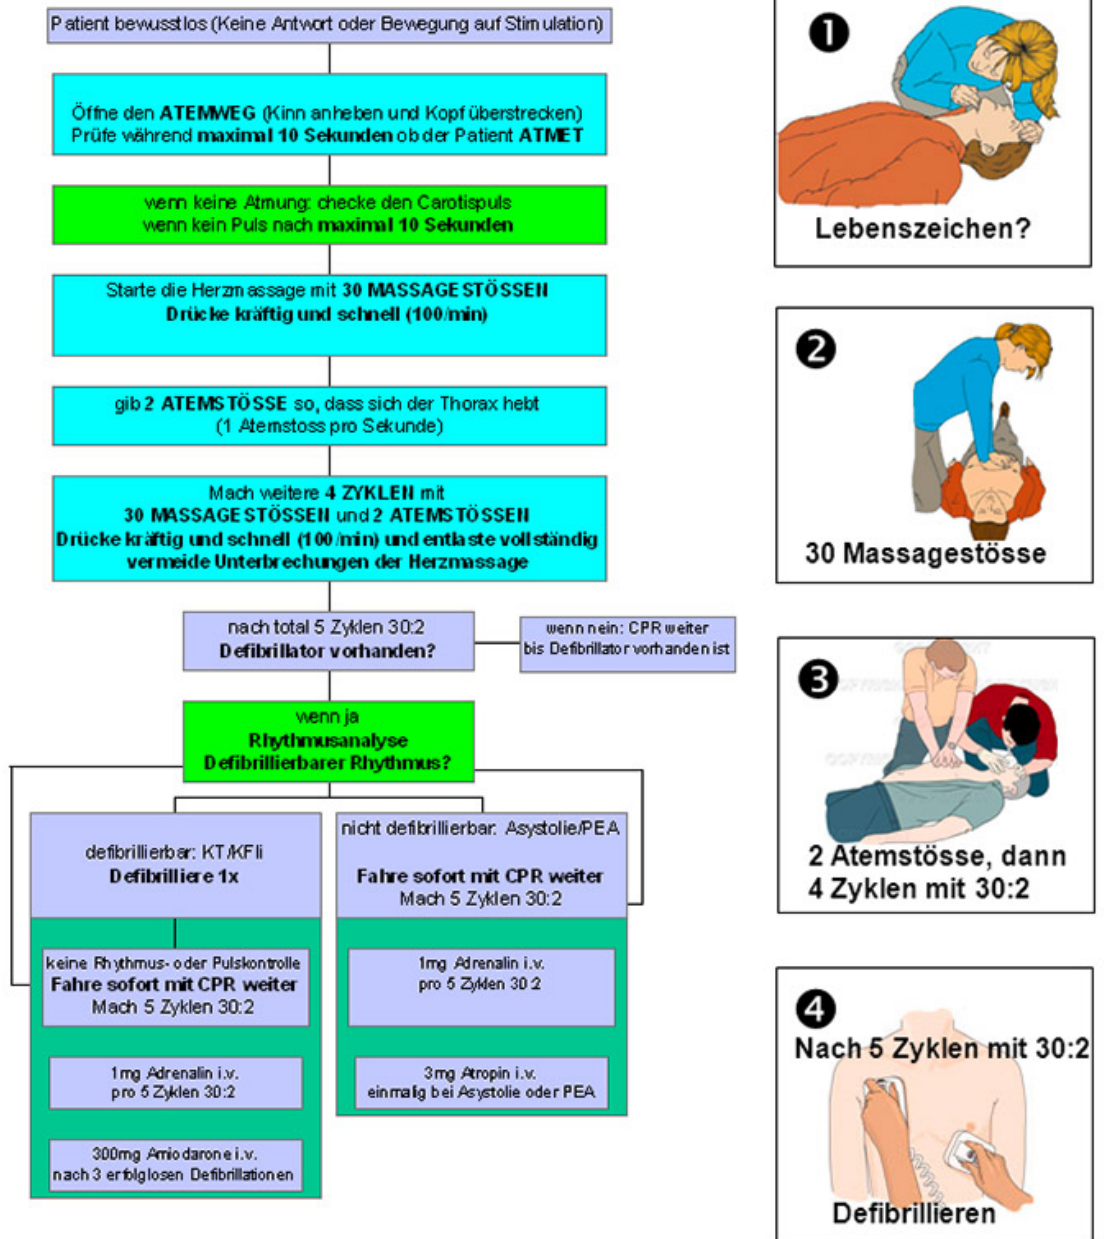 Patient bewusstlos (Keine Antwort oder Bewegung auf Stimulation)
Öffne den ATEMWEG (Kinn anheben und Kopf überstrecken)
Prüfe während maximal 10 Sekunden ob der Patient ATMET
wenn keine Atmung: checke den Carotispuls
wenn kein Puls nach maximal 10 Sekunden
Starte die Herzmassage mit 30 MASSAGESTÖSSEN
Drücke kräftig und schnell (100/min)
gib 2 ATEMSTÖSSE so, dass sich der Thorax hebt
(1 Atemstoss pro Sekunde)
Mach weitere 4 ZYKLEN mit
30 MASSAGESTÖSSEN und 2 ATEMSTÖSSEN
Drücke kräftig und schnell (100/min) und entlaste vollständig
vermeide Unterbrechungen der Herzmassage
nach total 5 Zyklen 30:2
Defibrillator vorhanden?
wenn nein: CPR weiter
bis Defibrillator vorhanden ist
wenn ja
Rhythmusanalyse
Defibrillierbarer Rhythmus?
defibrillierbar: KT/KFli
Defibrilliere 1x
keine Rhythmus- oder Pulskontrolle
Fahre sofort mit CPR weiter
Mach 5 Zyklen 30:2
1mg Adrenalin i.v.
pro 5 Zyklen 30:2
300mg Amiodarone i.v.
nach 3 erfolglosen Defibrillationen
nicht defibrillierbar: Asystolie/PEA
Fahre sofort mit CPR weiter
Mach 5 Zyklen 30:2
1mg Adrenalin i.v.
pro 5 Zyklen 30:2
3mg Atropin i.v.
einmalig bei Asystolie oder PEA
1
Lebenszeichen?
2
30 Massagestösse
3
2 Atemstösse, dann
4 Zyklen mit 30:2
4
Nach 5 Zyklen mit 30:2
Defibrillieren